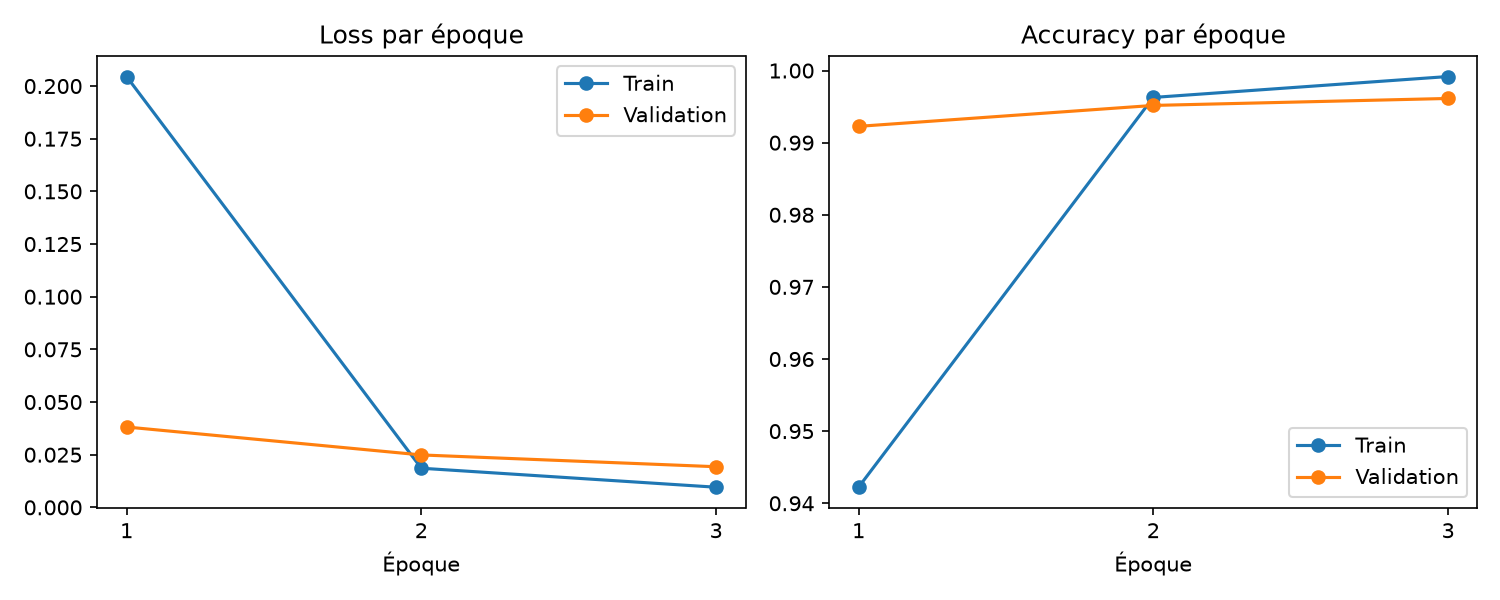 Loss par époque
0.200
0.175
0.150
0.125
0.100
0.075
0.050
0.025
0.000
1
2
3
Époque
Train
Validation
Accuracy par époque
1.00
0.99
0.98
0.97
0.96
0.95
0.94
1
2
3
Époque
Train
Validation